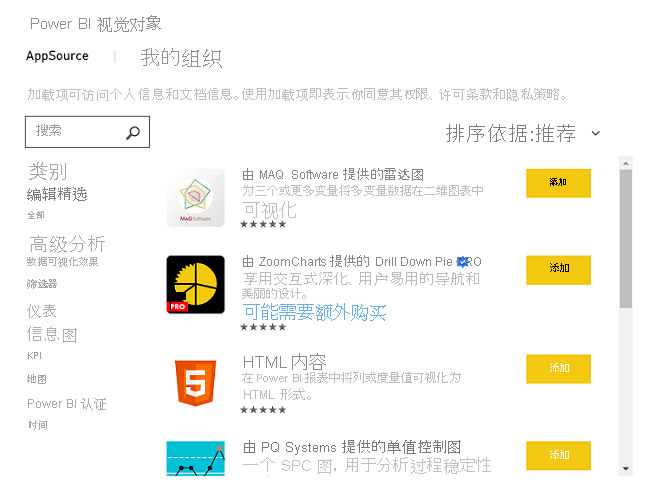 Power BI 视觉对象
AppSource | 我的组织
加载项可访问个人信息和文档信息。使用加载项即表示你同意其权限、许可条款和隐私策略。
搜索
排序依据:推荐
类别
编辑精选
全部
高级分析
数据可视化效果
筛选器
仪表
信息图
KPI
地图
Power BI 认证
时间
MAQ Software
由 MAQ Software 提供的雷达图
为三个或更多变量将多变量数据在二维图表中
可视化
★★★★★
添加
PRO
由 ZoomCharts 提供的 Drill Down Pie PRO
享用交互式深化、用户易用的导航和
美丽的设计。
可能需要额外购买
★★★★★
添加
5
HTML 内容
在 Power BI 报表中将列或度量值可视化为
HTML 形式。
★★★★★
添加
由 PQ Systems 提供的单值控制图
一个 SPC 图, 用于分析过程稳定性
添加